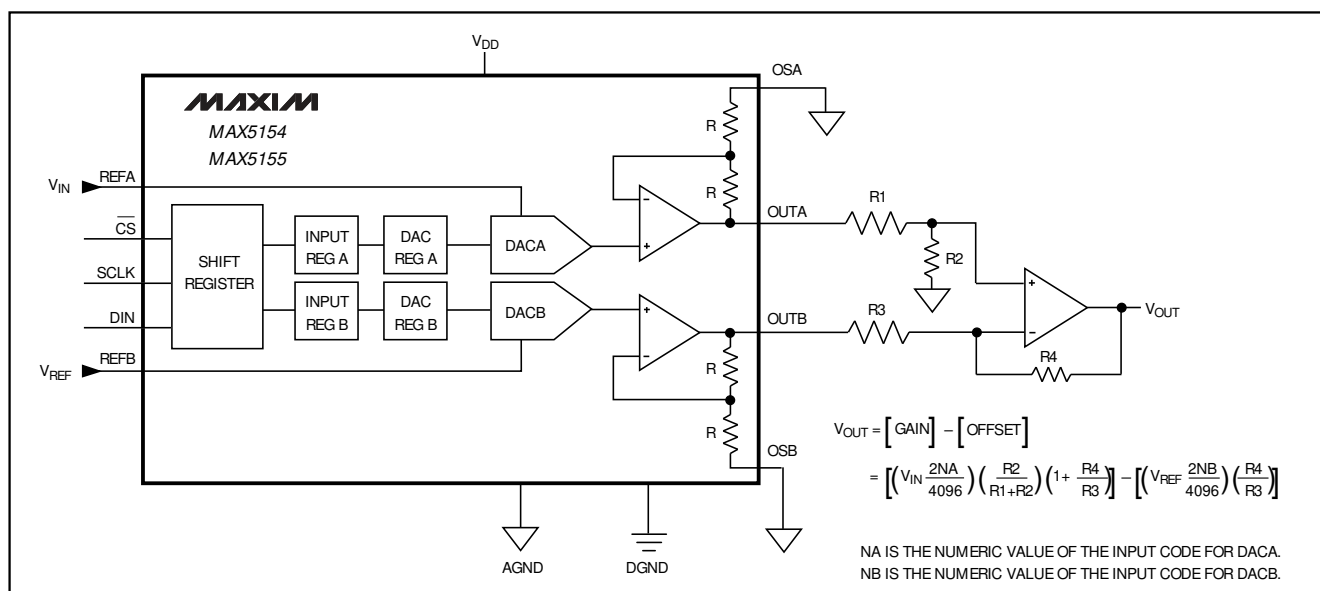 VDD
OSA
MAXIM
MAX5154
MAX5155
R
R
VIN
REFA
CS
SCLK
DIN
REFB
VREF
SHIFT
REGISTER
INPUT
REG A
DAC
REG A
DACA
INPUT
REG B
DAC
REG B
DACB
-
+
+
-
OUTA
R1
R2
OUTB
R3
+
-
R4
VOUT
R
R
OSB
AGND
DGND
VOUT = [GAIN] – [OFFSET]
= [(VIN 2NA/4096)(R2/R1+R2)(1+ R4/R3)] – [(VREF 2NB/4096)(R4/R3)]
NA IS THE NUMERIC VALUE OF THE INPUT CODE FOR DACA.
NB IS THE NUMERIC VALUE OF THE INPUT CODE FOR DACB.